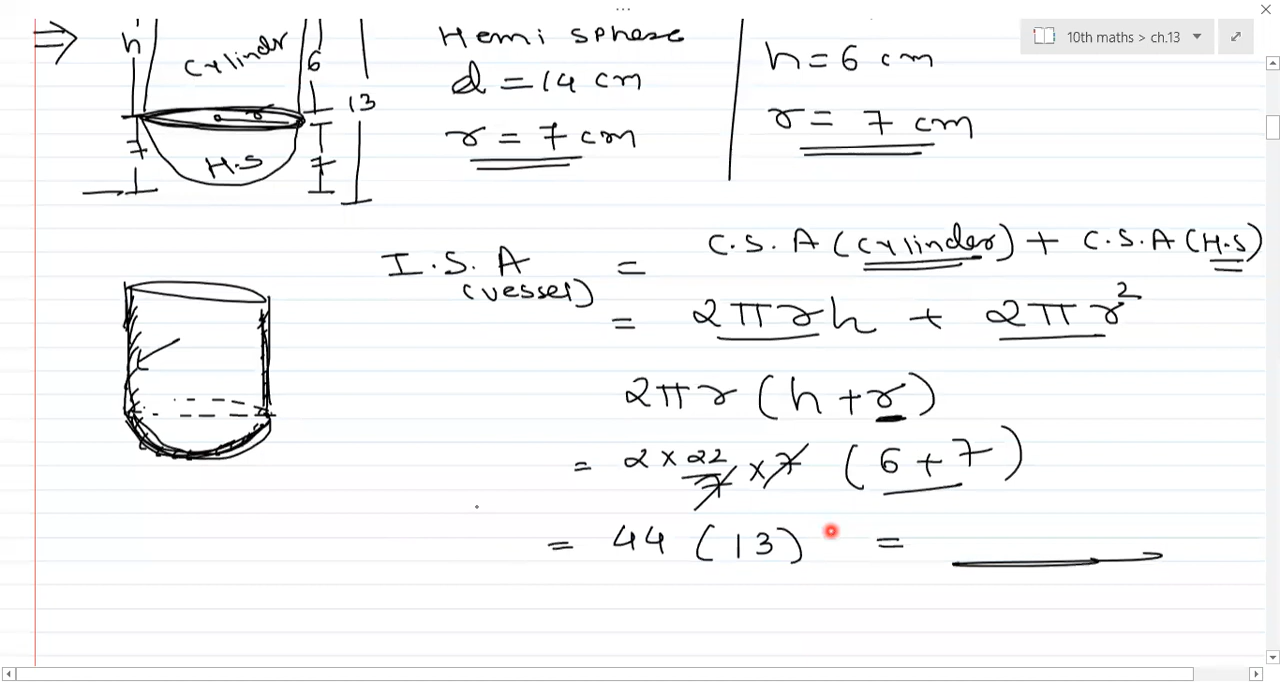 10th maths > ch.13
⇒ h cylinder 6 Hemi sphere h = 6 cm
13 d = 14 cm
7 H.S 7 r = 7 cm r = 7 cm
I.S.A (vessel) = C.S.A (cylinder) + C.S.A (H.S)
= 2πrh + 2πr²
2πr (h + r)
= 2 × 22/7 × 7 (6 + 7)
= 44 (13) =